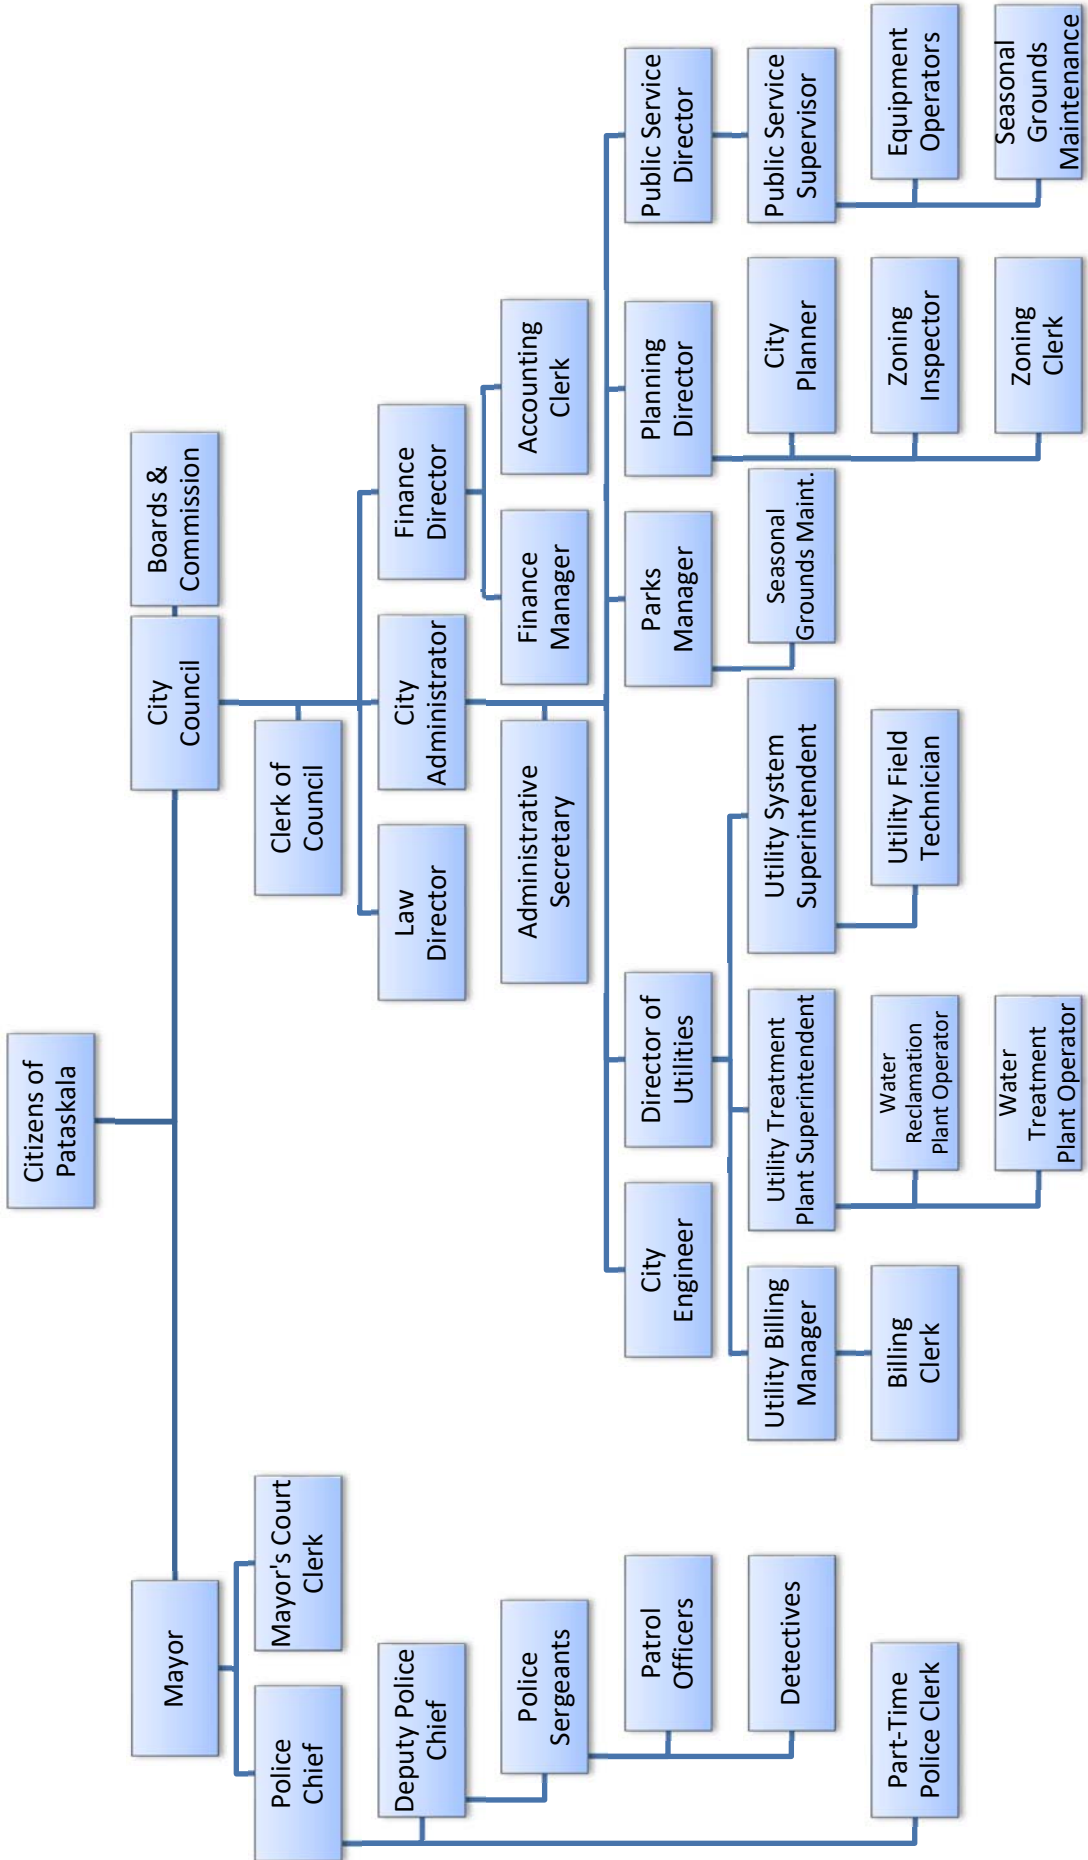 Citizens of
Pataskala
Mayor
City
Council
Boards &
Commission
Police
Chief
Mayor's Court
Clerk
Clerk of
Council
Deputy Police
Chief
Law
Director
City
Administrator
Finance
Director
Police
Sergeants
Administrative
Secretary
Finance
Manager
Accounting
Clerk
Patrol
Officers
City
Engineer
Director of
Utilities
Parks
Manager
Planning
Director
Public Service
Director
Detectives
Utility Billing
Manager
Utility Treatment
Plant Superintendent
Utility System
Superintendent
Seasonal
Grounds Maint.
City
Planner
Public Service
Supervisor
Part-Time
Police Clerk
Billing
Clerk
Water
Reclamation
Plant Operator
Utility Field
Technician
Zoning
Inspector
Equipment
Operators
Water
Treatment
Plant Operator
Zoning
Clerk
Seasonal
Grounds
Maintenance